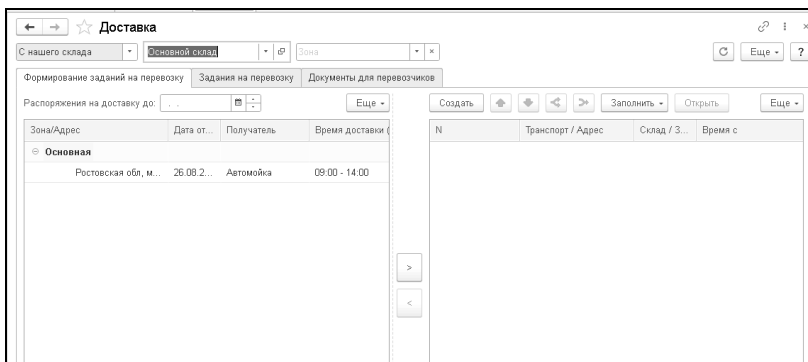 Доставка
С нашего склада Основной склад Зона Еще ?
Формирование заданий на перевозку Задания на перевозку Документы для перевозчиков
Распоряжения на доставку до: . . Еще Создать Заполнить Открыть Еще
Зона/Адрес Дата от... Получатель Время доставки ( N Транспорт / Адрес Склад / З... Время с
Основная
Ростовская обл, м... 26.08.2... Автомойка 09:00 - 14:00
>
<